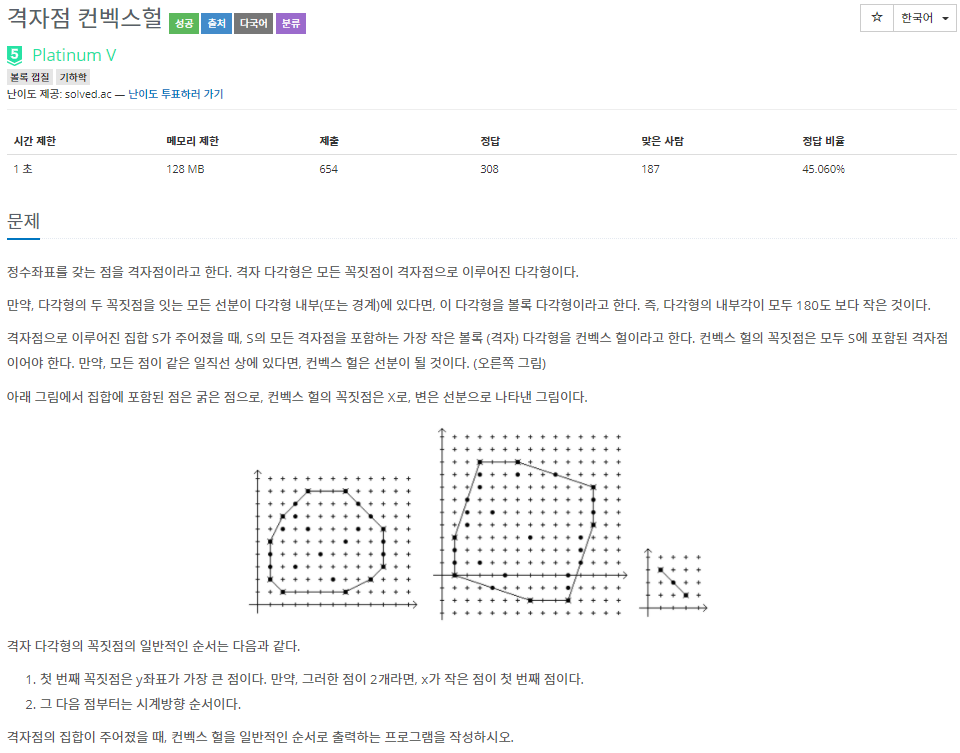 격자점 컨벡스헐 성공 출처 다국어 분류
☆ 한국어
5 Platinum V
볼록 껍질 기하학
난이도 제공: solved.ac — 난이도 투표하러 가기
시간 제한 메모리 제한 제출 정답 맞은 사람 정답 비율
1 초 128 MB 654 308 187 45.060%
문제
정수좌표를 갖는 점을 격자점이라고 한다. 격자 다각형은 모든 꼭짓점이 격자점으로 이루어진 다각형이다.
만약, 다각형의 두 꼭짓점을 잇는 모든 선분이 다각형 내부(또는 경계)에 있다면, 이 다각형을 볼록 다각형이라고 한다. 즉, 다각형의 내부각이 모두 180도 보다 작은 것이다.
격자점으로 이루어진 집합 S가 주어졌을 때, S의 모든 격자점을 포함하는 가장 작은 볼록 (격자) 다각형을 컨벡스 헐이라고 한다. 컨벡스 헐의 꼭짓점은 모두 S에 포함된 격자점
이어야 한다. 만약, 모든 점이 같은 일직선 상에 있다면, 컨벡스 헐은 선분이 될 것이다. (오른쪽 그림)
아래 그림에서 집합에 포함된 점은 굵은 점으로, 컨벡스 헐의 꼭짓점은 X로, 변은 선분으로 나타낸 그림이다.
격자 다각형의 꼭짓점의 일반적인 순서는 다음과 같다.
1. 첫 번째 꼭짓점은 y좌표가 가장 큰 점이다. 만약, 그러한 점이 2개라면, x가 작은 점이 첫 번째 점이다.
2. 그 다음 점부터는 시계방향 순서이다.
격자점의 집합이 주어졌을 때, 컨벡스 헐을 일반적인 순서로 출력하는 프로그램을 작성하시오.